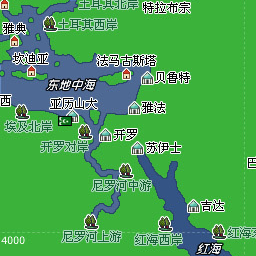 土耳其北岸
特拉布宗
土耳其西岸
雅典
坎迪亚
法马古斯塔
贝鲁特
东地中海
西
亚历山大
雅法
埃及北岸
开罗
开罗对岸
苏伊士
巴
尼罗河中游
吉达
尼罗河上游
红海西岸
红海东
4000
红海